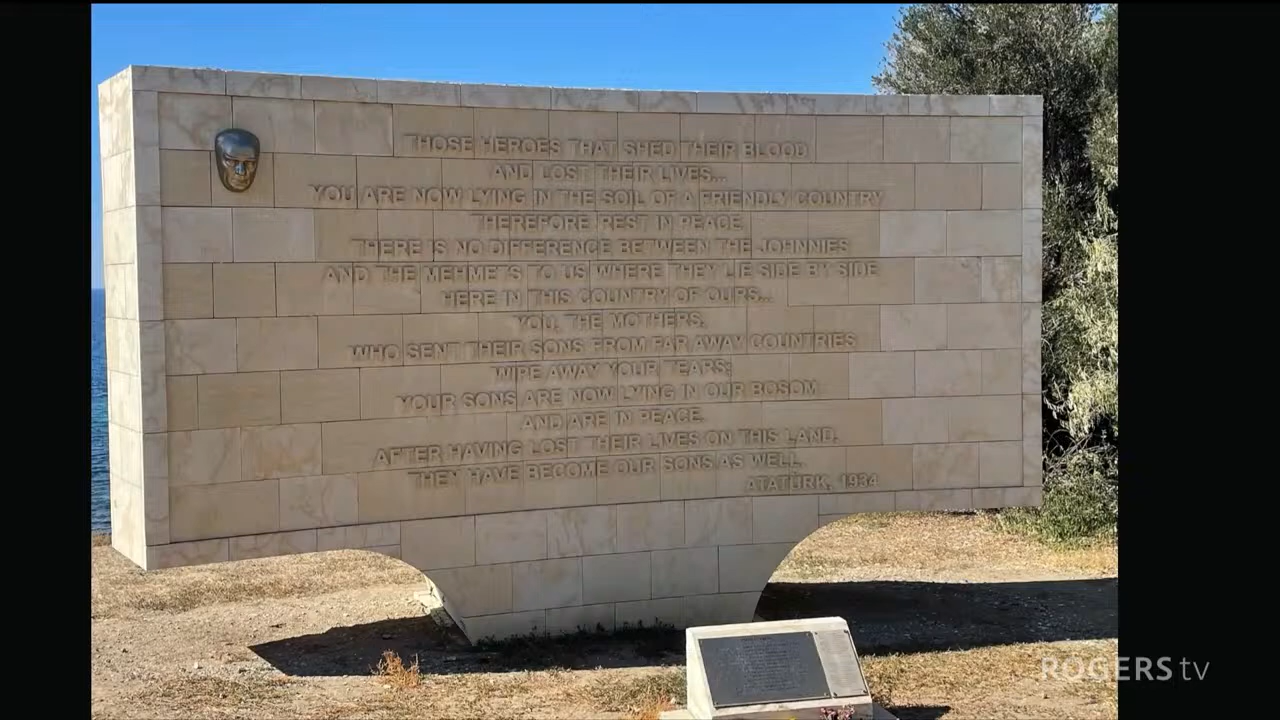 THOSE HEROES THAT SHED THEIR BLOOD
AND LOST THEIR LIVES...
YOU ARE NOW LYING IN THE SOIL OF A FRIENDLY COUNTRY
THEREFORE REST IN PEACE
THERE IS NO DIFFERENCE BETWEEN THE JOHNNIES
AND THE MEHMETS TO US WHERE THEY LIE SIDE BY SIDE
HERE IN THIS COUNTRY OF OURS...
YOU, THE MOTHERS,
WHO SENT THEIR SONS FROM FAR AWAY COUNTRIES
WIPE AWAY YOUR TEARS;
YOUR SONS ARE NOW LYING IN OUR BOSOM
AND ARE IN PEACE.
AFTER HAVING LOST THEIR LIVES ON THIS LAND,
THEY HAVE BECOME OUR SONS AS WELL.
ATATÜRK, 1934
ROGERS tv